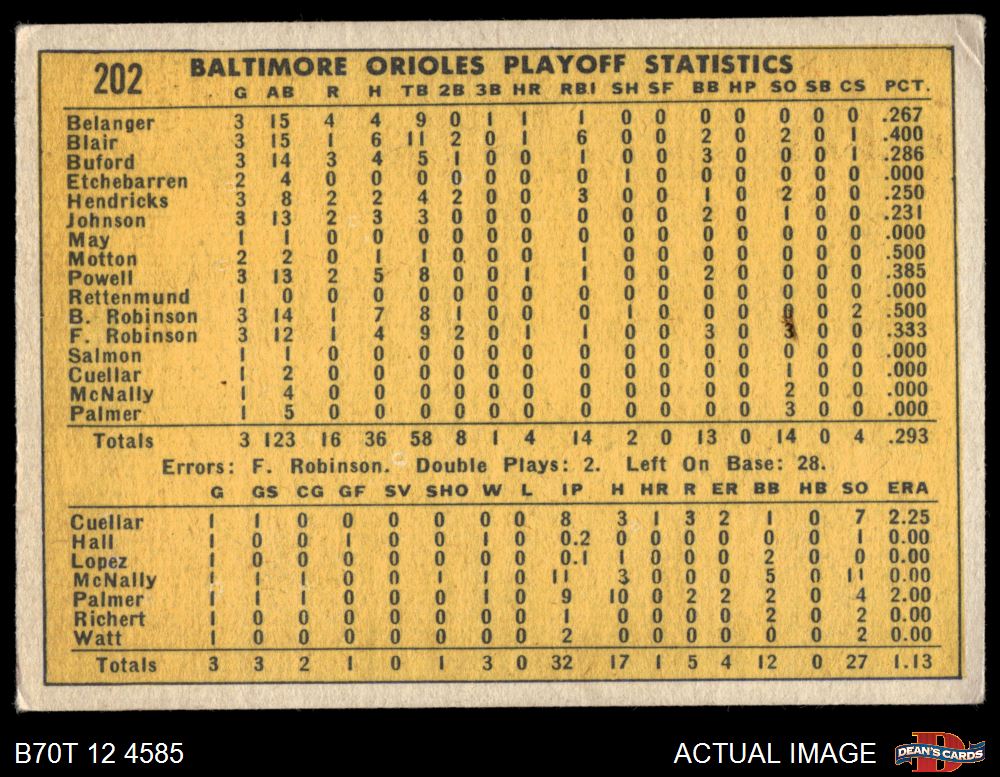 202 BALTIMORE ORIOLES PLAYOFF STATISTICS
G AB R H TB 2B 3B HR RBI SH SF BB HP SO SB CS PCT.
Belanger 3 15 4 4 9 0 1 1 1 0 0 0 0 0 0 0 .267
Blair 3 15 1 6 11 2 0 1 6 0 0 2 0 2 0 1 .400
Buford 3 14 3 4 5 1 0 0 1 0 0 3 0 0 0 1 .286
Etchebarren 2 4 0 0 0 0 0 0 0 1 0 0 0 0 0 0 .000
Hendricks 3 8 2 2 4 2 0 0 3 0 0 1 0 2 0 0 .250
Johnson 3 13 2 3 3 0 0 0 0 0 0 2 0 1 0 0 .231
May 1 1 0 0 0 0 0 0 0 0 0 0 0 0 0 0 .000
Motton 2 2 0 1 1 0 0 0 1 0 0 0 0 0 0 0 .500
Powell 3 13 2 5 8 0 0 1 1 0 0 2 0 0 0 0 .385
Rettenmund 1 0 0 0 0 0 0 0 0 0 0 0 0 0 0 0 .000
B. Robinson 3 14 1 7 8 1 0 0 0 1 0 0 0 0 0 2 .500
F. Robinson 3 12 1 4 9 2 0 1 1 0 0 3 0 3 0 0 .333
Salmon 1 1 0 0 0 0 0 0 0 0 0 0 0 0 0 0 .000
Cuellar 1 2 0 0 0 0 0 0 0 0 0 0 0 1 0 0 .000
McNally 1 4 0 0 0 0 0 0 0 0 0 0 0 2 0 0 .000
Palmer 1 5 0 0 0 0 0 0 0 0 0 0 0 3 0 0 .000
Totals 3 123 16 36 58 8 1 4 14 2 0 13 0 14 0 4 .293
Errors: F. Robinson. Double Plays: 2. Left On Base: 28.
G GS CG GF SV SHO W L IP H HR R ER BB HB SO ERA
Cuellar 1 1 0 0 0 0 0 0 8 3 1 3 2 1 0 7 2.25
Hall 1 0 0 1 0 0 1 0 0.2 0 0 0 0 0 0 1 0.00
Lopez 1 0 0 0 0 0 0 0 0.1 1 0 0 0 2 0 0 0.00
McNally 1 1 1 0 0 1 1 0 11 3 0 0 0 5 0 11 0.00
Palmer 1 1 1 0 0 0 1 0 9 10 0 2 2 2 0 4 2.00
Richert 1 0 0 0 0 0 0 0 1 0 0 0 0 2 0 2 0.00
Watt 1 0 0 0 0 0 0 0 2 0 0 0 0 0 0 2 0.00
Totals 3 3 2 1 0 1 3 0 32 17 1 5 4 12 0 27 1.13
B70T 12 4585 ACTUAL IMAGE DEAN'S CARDS